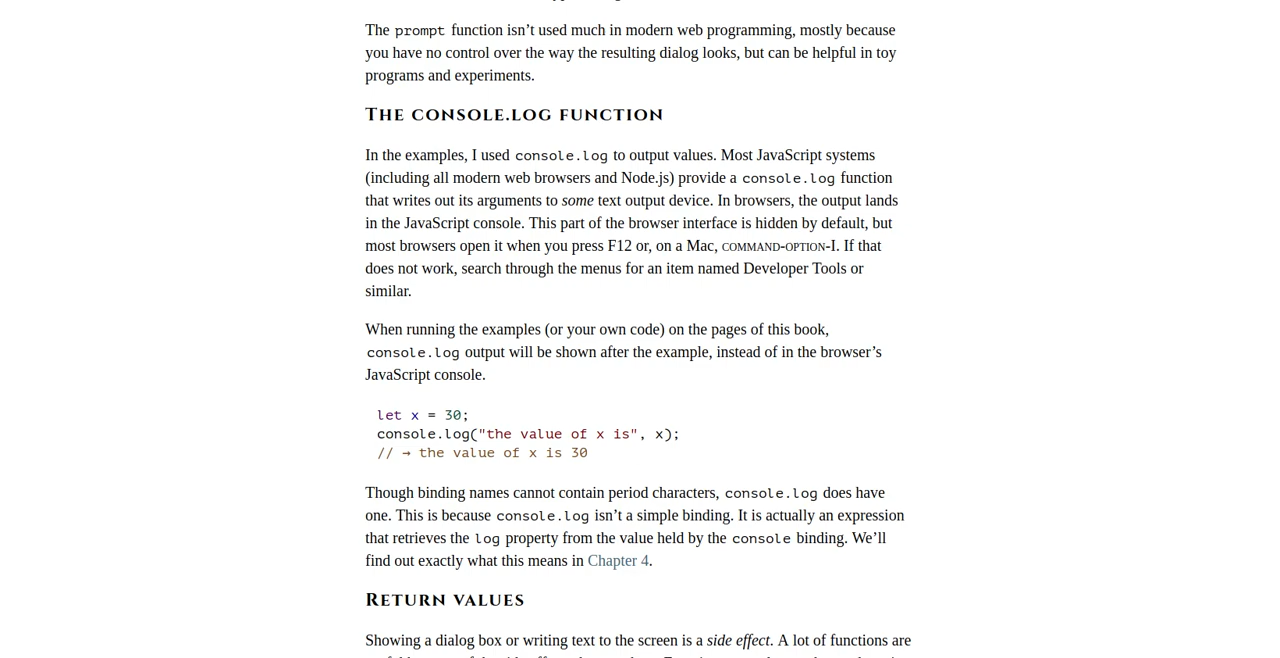 The prompt function isn’t used much in modern web programming, mostly because
you have no control over the way the resulting dialog looks, but can be helpful in toy
programs and experiments.
The console.log function
In the examples, I used console.log to output values. Most JavaScript systems
(including all modern web browsers and Node.js) provide a console.log function
that writes out its arguments to some text output device. In browsers, the output lands
in the JavaScript console. This part of the browser interface is hidden by default, but
most browsers open it when you press F12 or, on a Mac, command-option-I. If that
does not work, search through the menus for an item named Developer Tools or
similar.
When running the examples (or your own code) on the pages of this book,
console.log output will be shown after the example, instead of in the browser’s
JavaScript console.
let x = 30;
console.log("the value of x is", x);
// → the value of x is 30
Though binding names cannot contain period characters, console.log does have
one. This is because console.log isn’t a simple binding. It is actually an expression
that retrieves the log property from the value held by the console binding. We’ll
find out exactly what this means in Chapter 4.
Return values
Showing a dialog box or writing text to the screen is a side effect. A lot of functions are